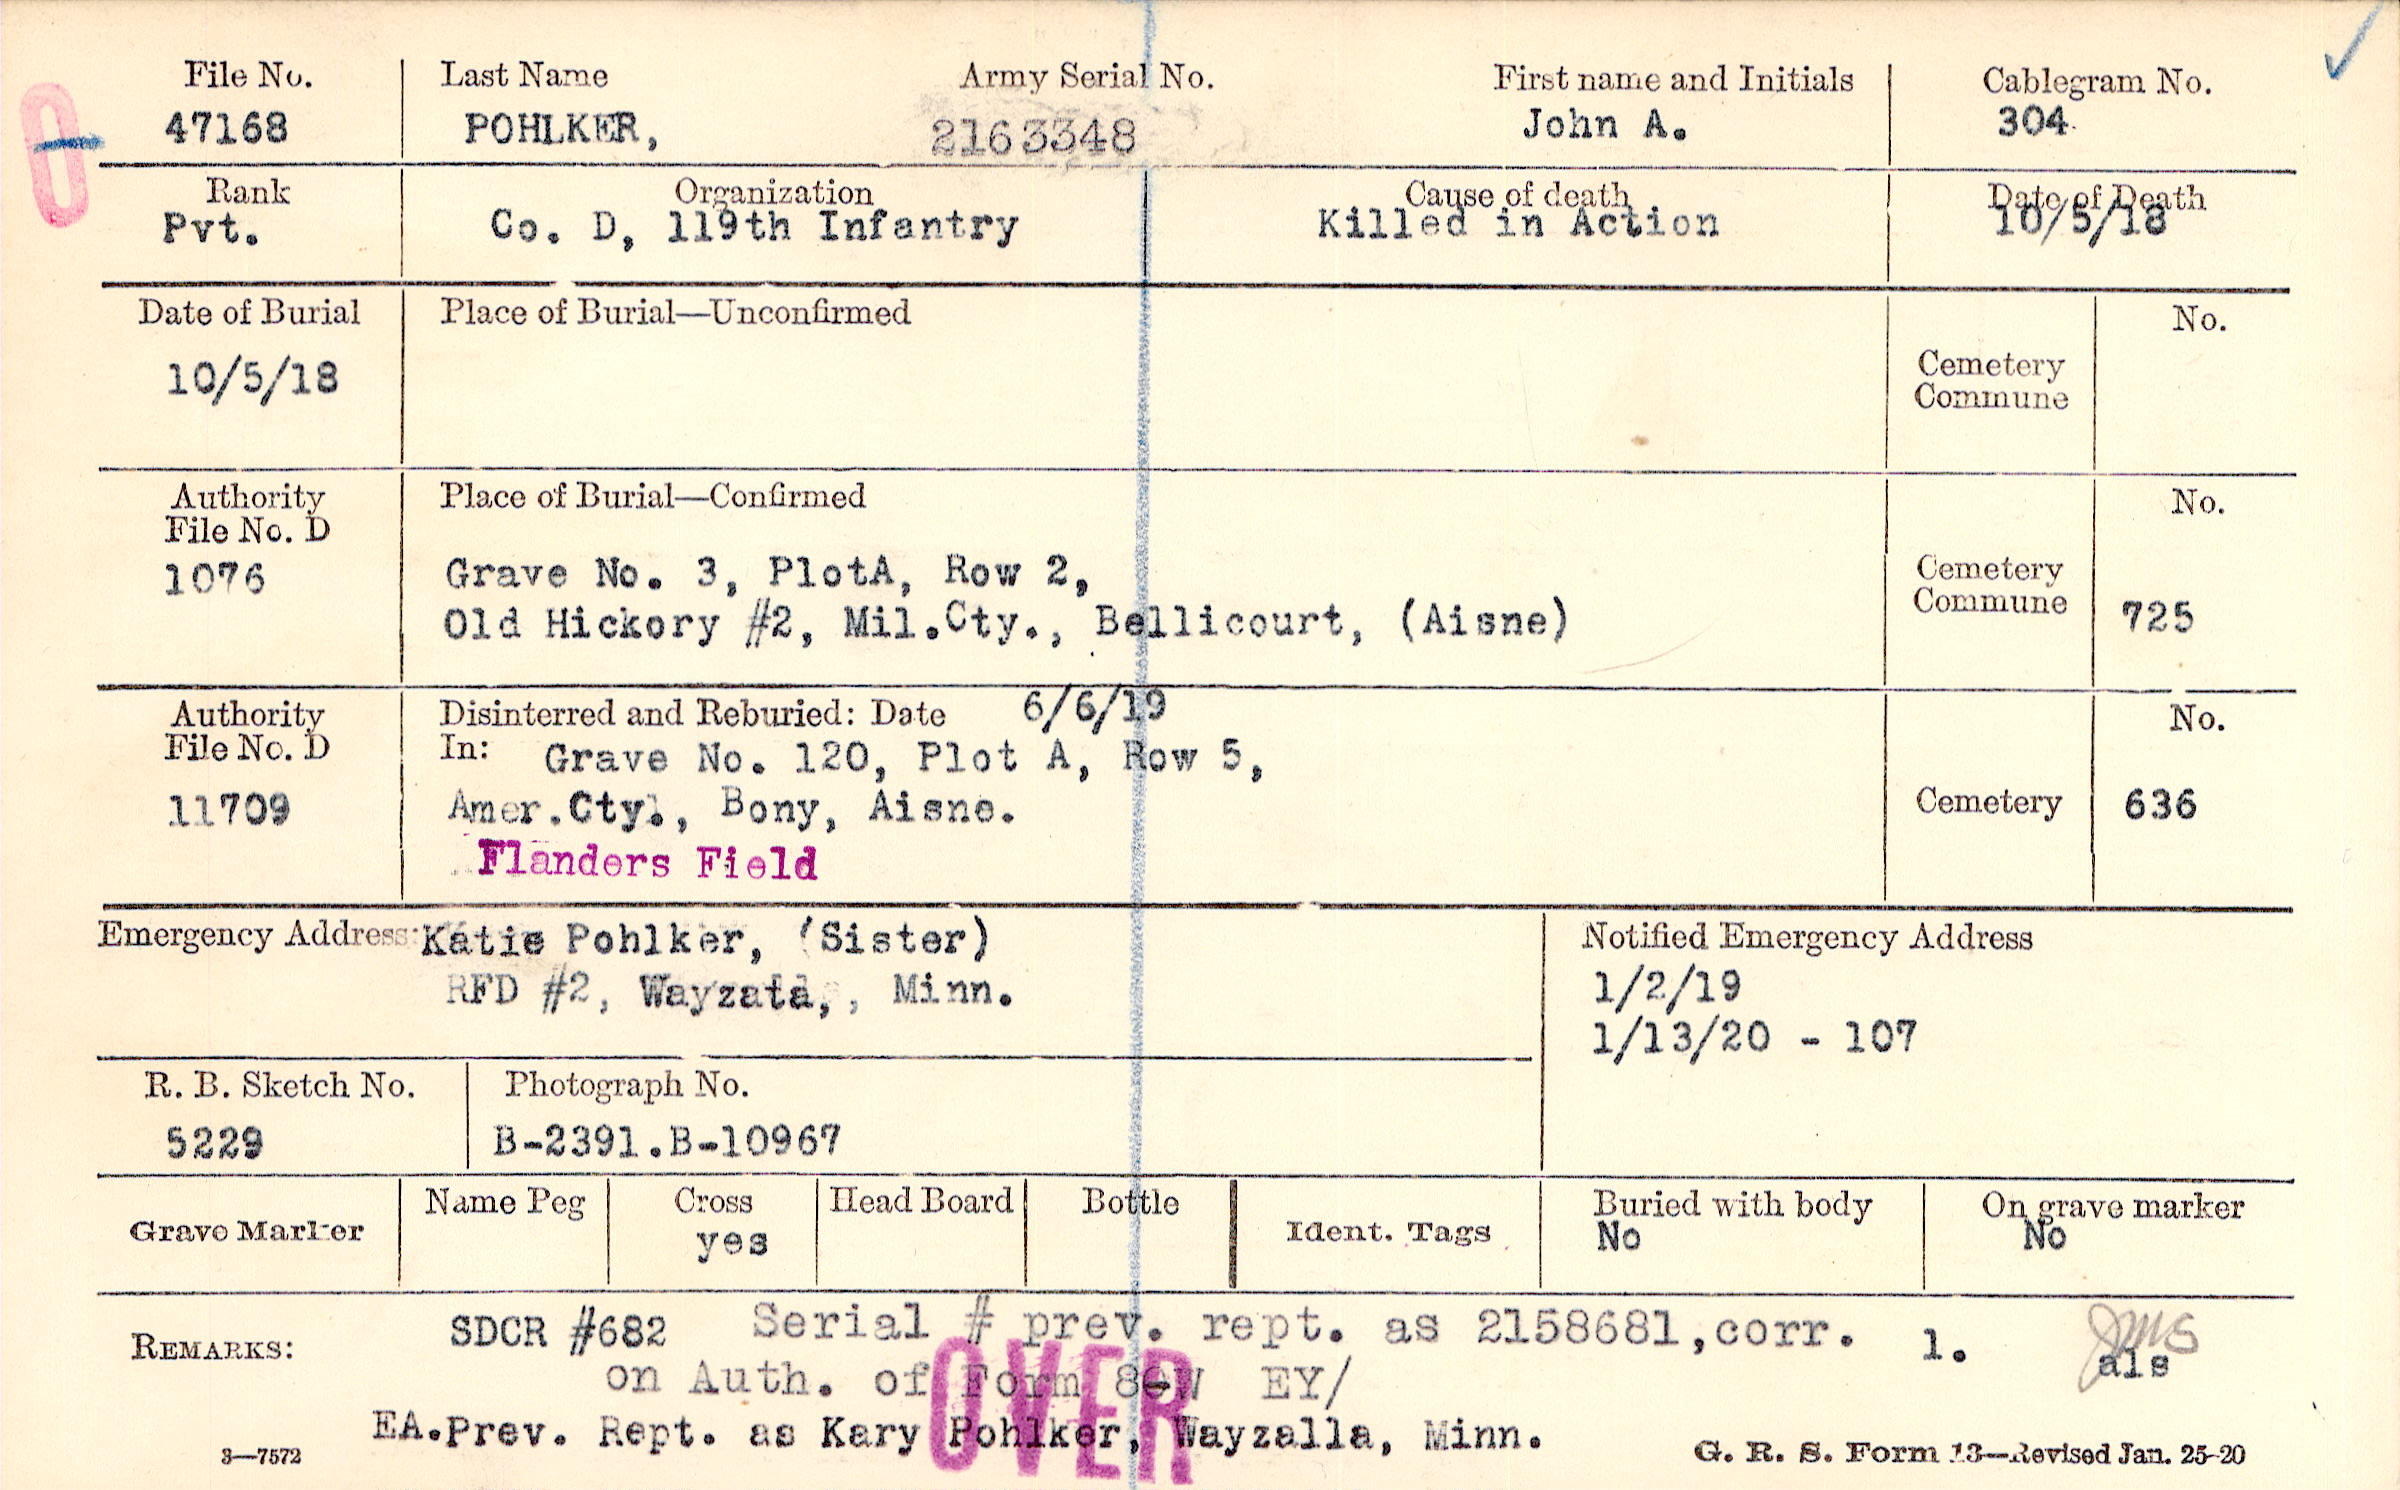 File No. Last Name Army Serial No. First name and Initials Cablegram No.
47168 POHLKER, 2163348 John A. 304
Rank Organization Cause of death Date of Death
Pvt. Co. D, 119th Infantry Killed in Action 10/5/18
Date of Burial Place of Burial—Unconfirmed No.
10/5/18 Cemetery
Commune
Authority Place of Burial—Confirmed No.
File No. D
1076 Grave No. 3, PlotA, Row 2, Cemetery
Commune 725
Old Hickory #2, Mil.Cty., Bellicourt, (Aisne)
Authority Disinterred and Reburied: Date 6/6/19 No.
File No. D In: Grave No. 120, Plot A, Row 5,
11709 Amer.Cty., Bony, Aisne. Cemetery 636
Flanders Field
Emergency Address: Katie Pohlker, (Sister) Notified Emergency Address
RFD #2, Wayzata,, Minn. 1/2/19
1/13/20 - 107
R. B. Sketch No. Photograph No.
5229 B-2391.B-10967
Grave Marker Name Peg Cross Head Board Bottle Ident. Tags Buried with body On grave marker
yes No No
REMARKS: SDCR #682 Serial # prev. rept. as 2158681,corr. 1. JMS
als
on Auth. of Form 8 W EY/
OVER
EA.Prev. Rept. as Kary Pohlker, Wayzalla, Minn.
3—7572 G. R. S. Form 13—Revised Jan. 25-20